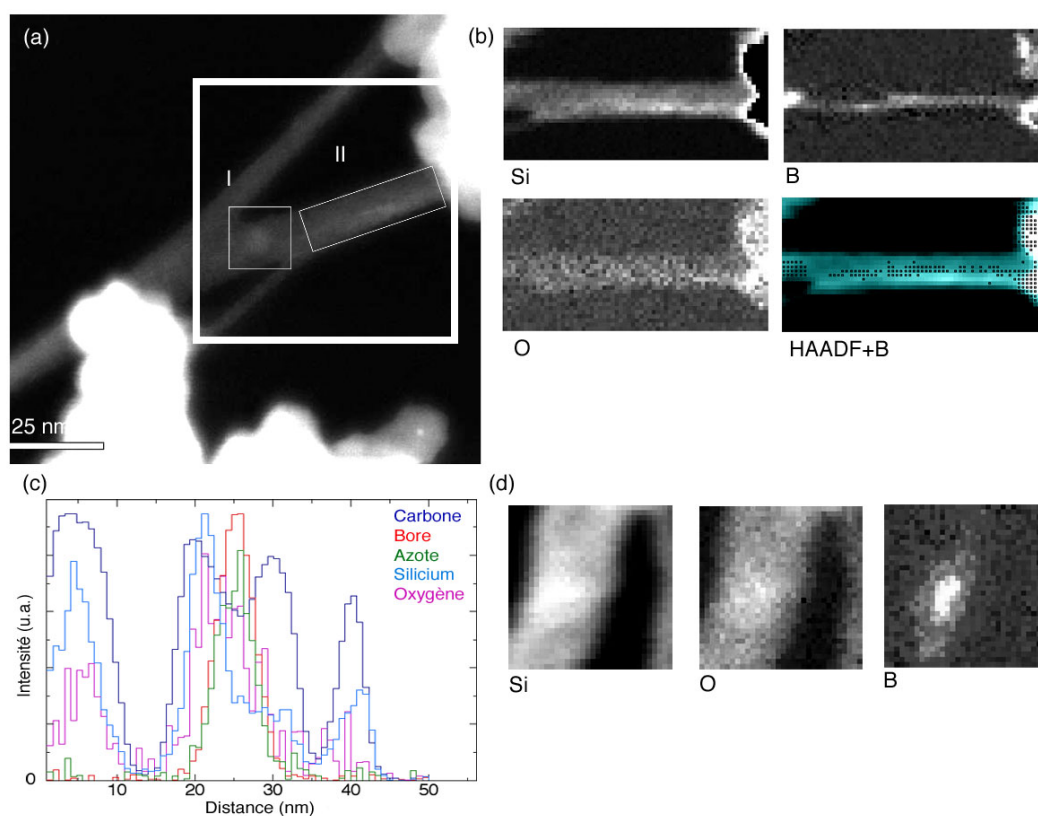 (a)
I
II
25 nm
(b)
Si
B
O
HAADF+B
(c)
Intensité (u.a.)
Carbone
Bore
Azote
Silicium
Oxygène
0
10
20
30
40
50
Distance (nm)
(d)
Si
O
B